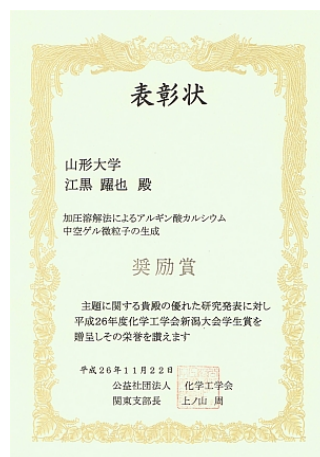 表彰状
山形大学
江黒 躍也 殿
加圧溶解法によるアルギン酸カルシウム
中空ゲル微粒子の生成
奨励賞
主題に関する貴殿の優れた研究発表に対し
平成26年度化学工学会新潟大会学生賞を
贈呈しその栄誉を讃えます
平成26年11月22日
公益社団法人 化学工学会
関東支部長 上ノ山 周